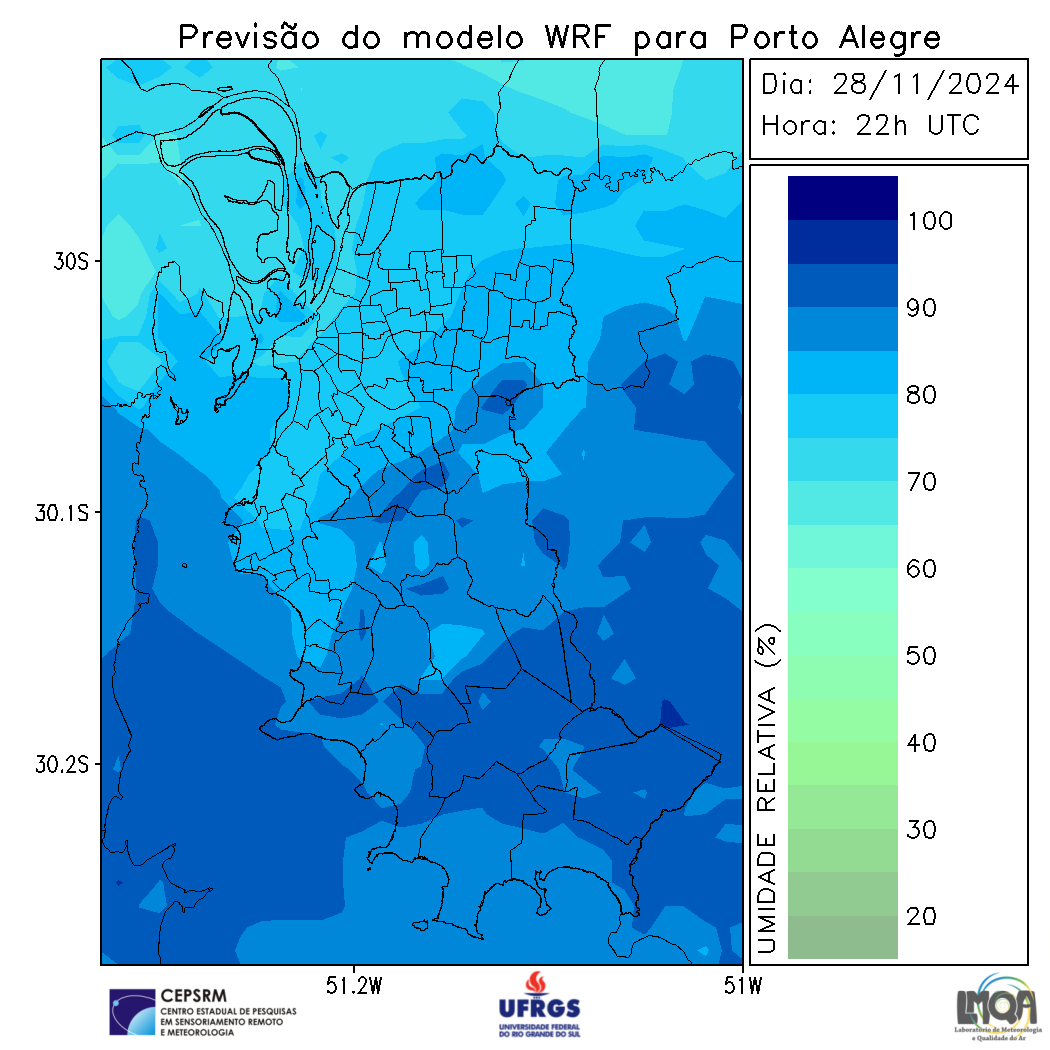 Previsão do modelo WRF para Porto Alegre
Dia: 28/11/2024
Hora: 22h UTC
30S
30.1S
30.2S
51.2W
51W
UMIDADE RELATIVA (%)
100
90
80
70
60
50
40
30
20
CEPSRM
CENTRO ESTADUAL DE PESQUISAS
EM SENSORIAMENTO REMOTO
E METEOROLOGIA
UFRGS
UNIVERSIDADE FEDERAL
DO RIO GRANDE DO SUL
LMQA
Laboratório de Meteorologia
e Qualidade do Ar